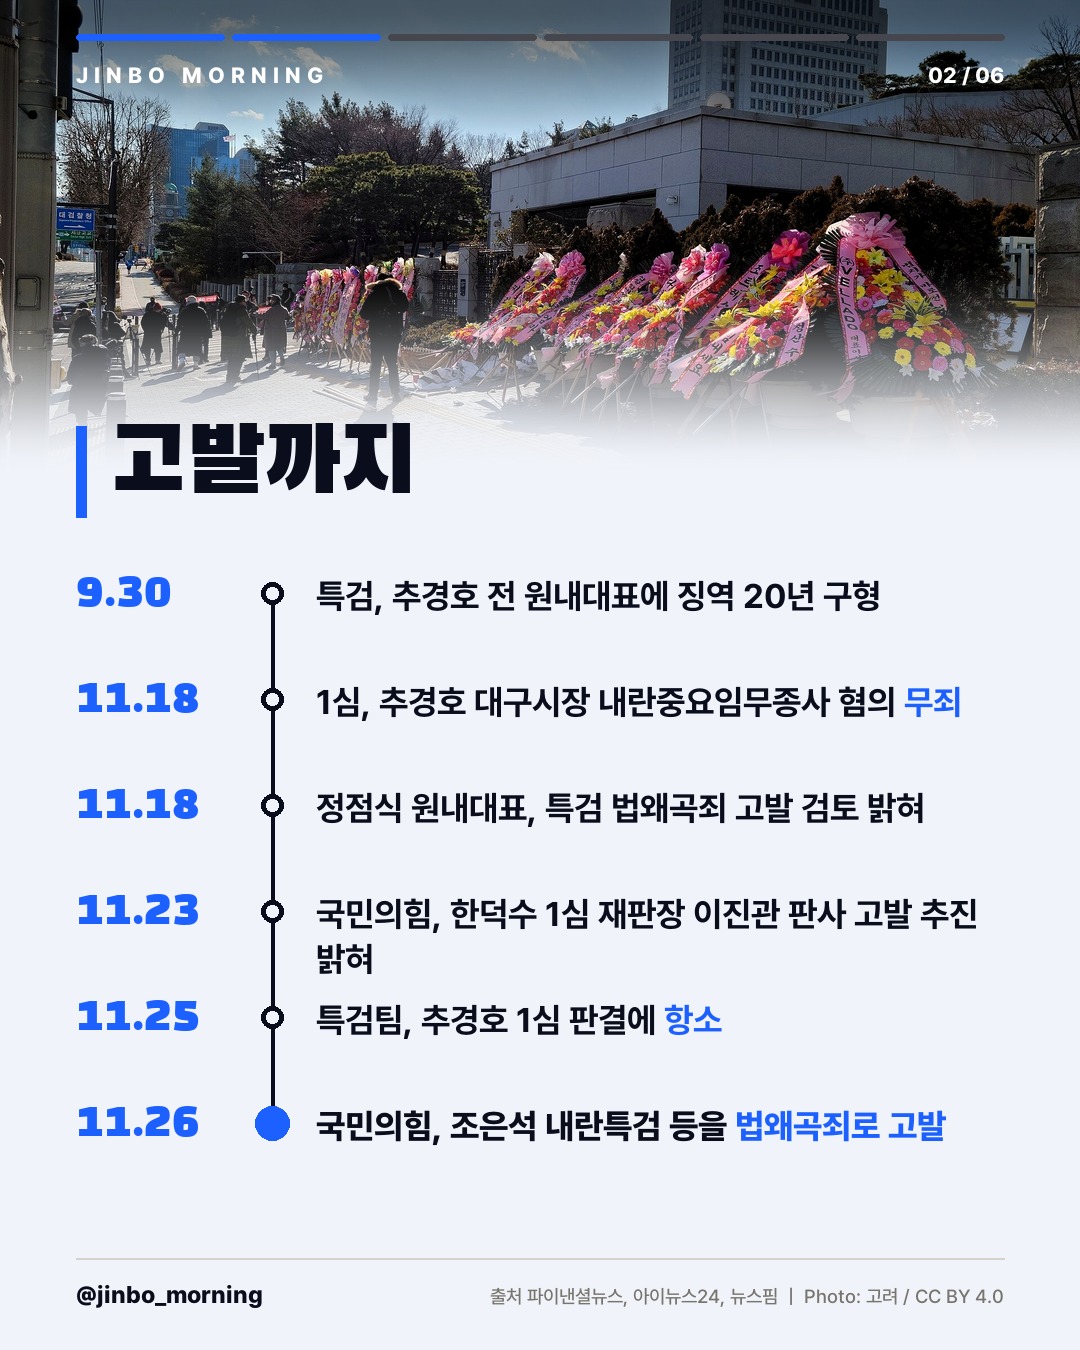 JINBO MORNING
02 / 06
대검찰청
VELLADO
고발까지
9.30
특검, 추경호 전 원내대표에 징역 20년 구형
11.18
1심, 추경호 대구시장 내란중요임무종사 혐의 무죄
11.18
정점식 원내대표, 특검 법왜곡죄 고발 검토 밝혀
11.23
국민의힘, 한덕수 1심 재판장 이진관 판사 고발 추진
밝혀
11.25
특검팀, 추경호 1심 판결에 항소
11.26
국민의힘, 조은석 내란특검 등을 법왜곡죄로 고발
@jinbo_morning
출처 파이낸셜뉴스, 아이뉴스24, 뉴스핌 | Photo: 고려 / CC BY 4.0